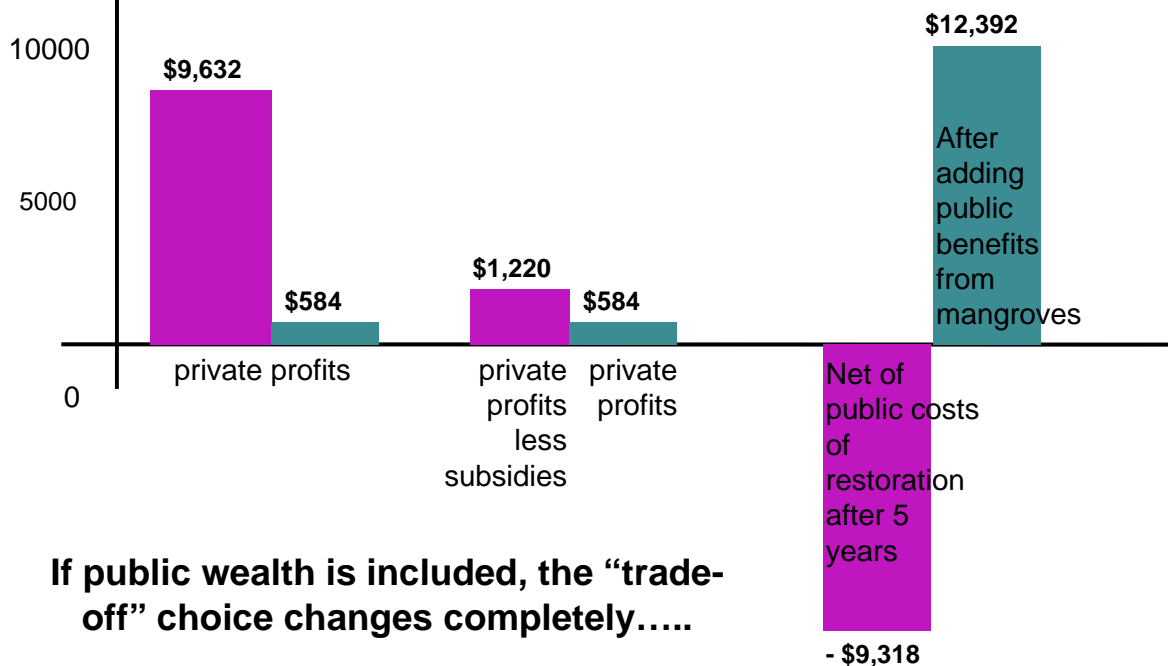 $12,392
10000
$9,632
After
adding
public
benefits
from
mangroves
5000
$1,220
$584
$584
private profits
private
profits
less
subsidies
private
profits
0
Net of
public costs
of
restoration
after 5
years
If public wealth is included, the “trade-
off” choice changes completely…..
- $9,318